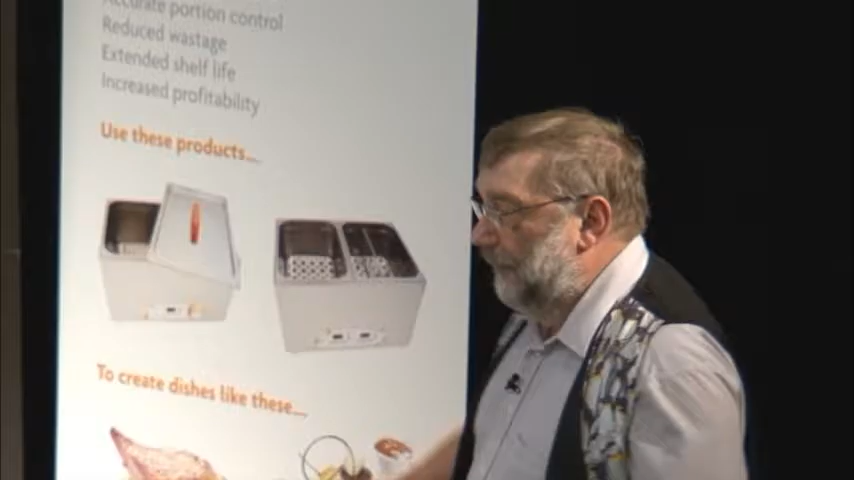 Accurate portion control
Reduced wastage
Extended shelf life
Increased profitability
Use these products...
To create dishes like these...